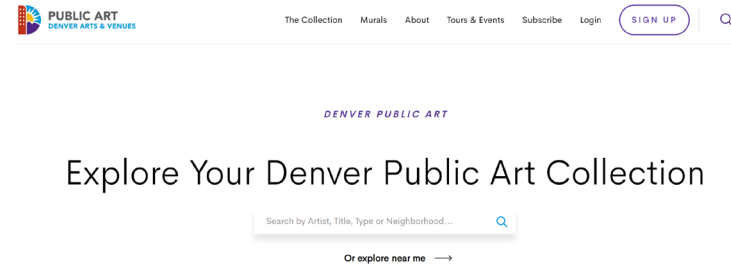 PUBLIC ART
DENVER ARTS & VENUES
The Collection Murals About Tours & Events Subscribe Login SIGN UP
DENVER PUBLIC ART
Explore Your Denver Public Art Collection
Search by Artist, Title, Type or Neighborhood...
Or explore near me